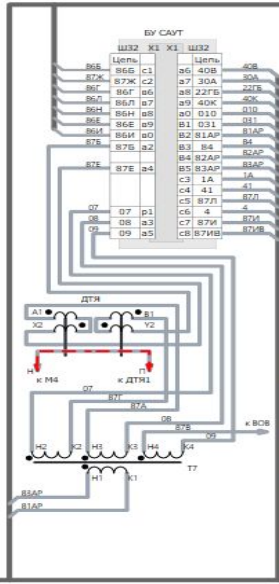 БУ САУТ
Ш32 X1 X1 Ш32
Цепь Цепь
86Б 86Б с1 а6 40В 40В
87Ж 87Ж с2 а7 30А 30А
86Г 86Г в6 а8 22ГБ 22ГБ
86Л 86Л в7 а9 40К 40К
86Н 86Н в8 а0 010 010
86Е 86Е в9 В1 031 031
86И 86И в0 В2 81АР 81АР
87Б 87Б а2 В3 84 84
В4 82АР 82АР
87Е 87Е а4 В5 83АР 83АР
с3 1А 1А
с4 41 41
с5 87Л 87Л
07 07 р1 с6 4 4
08 08 а3 с7 87И 87И
09 09 а5 с8 87ИВ 87ИВ
ДТЯ
А1 В1
Х2 У2
Н П
к М4 к ДТЯ1
07
87Г
87А
08
87В к ВОВ
09
Н2 К2 Н3 К3 Н4 К4
Т7
Н1 К1
83АР
81АР